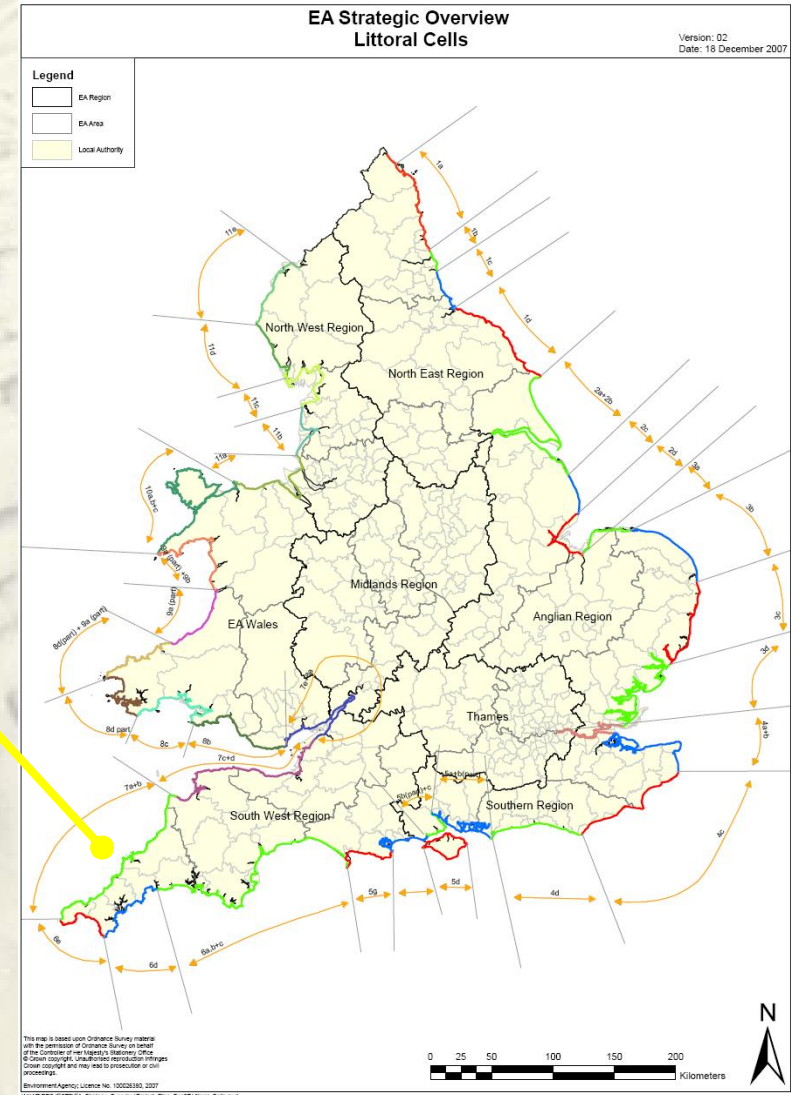 EA Strategic Overview
Littoral Cells
Version: 02
Date: 18 December 2007
Legend
EA Region
EA Area
Local Authority
1a
1b
1c
1d
11e
North West Region
11d
North East Region
2a+2b
11c
2c
11b
2d
11a
3a
10a,b+c
3b
Midlands Region
9a (part)
Anglian Region
3c
EA Wales
8d(part) + 9a (part)
3d
Thames
4a+b
8d part
8c
8b
7c+d
7a+b
South West Region
Southern Region
4c
5g
5d
4d
6e
6d
6a,b+c
N
This map is based upon Ordnance Survey material
with the permission of Ordnance Survey on behalf
of the Controller of Her Majesty's Stationery Office
© Crown copyright. Unauthorised reproduction infringes
Crown copyright and may lead to prosecution or civil
proceedings.
Environment Agency; Licence No. 100026380, 2007
0 25 50 100 150 200
Kilometers